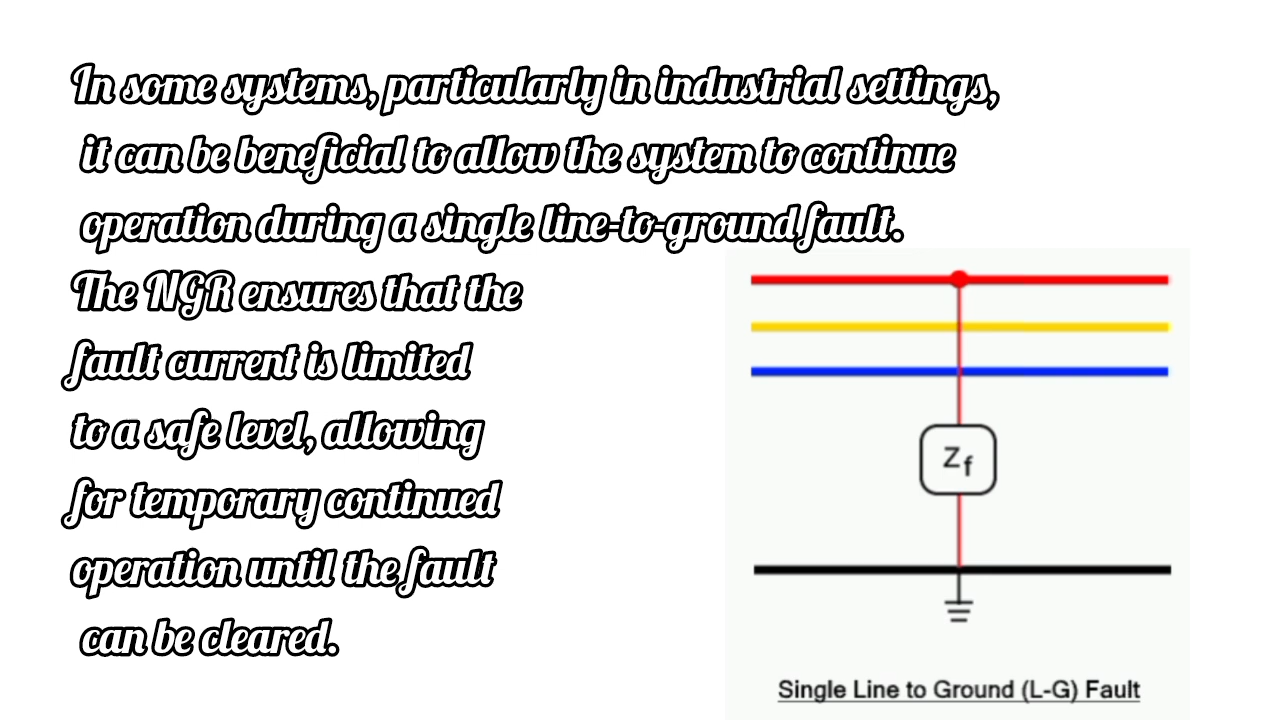 In some systems, particularly in industrial settings,
it can be beneficial to allow the system to continue
operation during a single line-to-ground fault.
The NGR ensures that the
fault current is limited
to a safe level, allowing
for temporary continued
operation until the fault
can be cleared.
Zf
Single Line to Ground (L-G) Fault